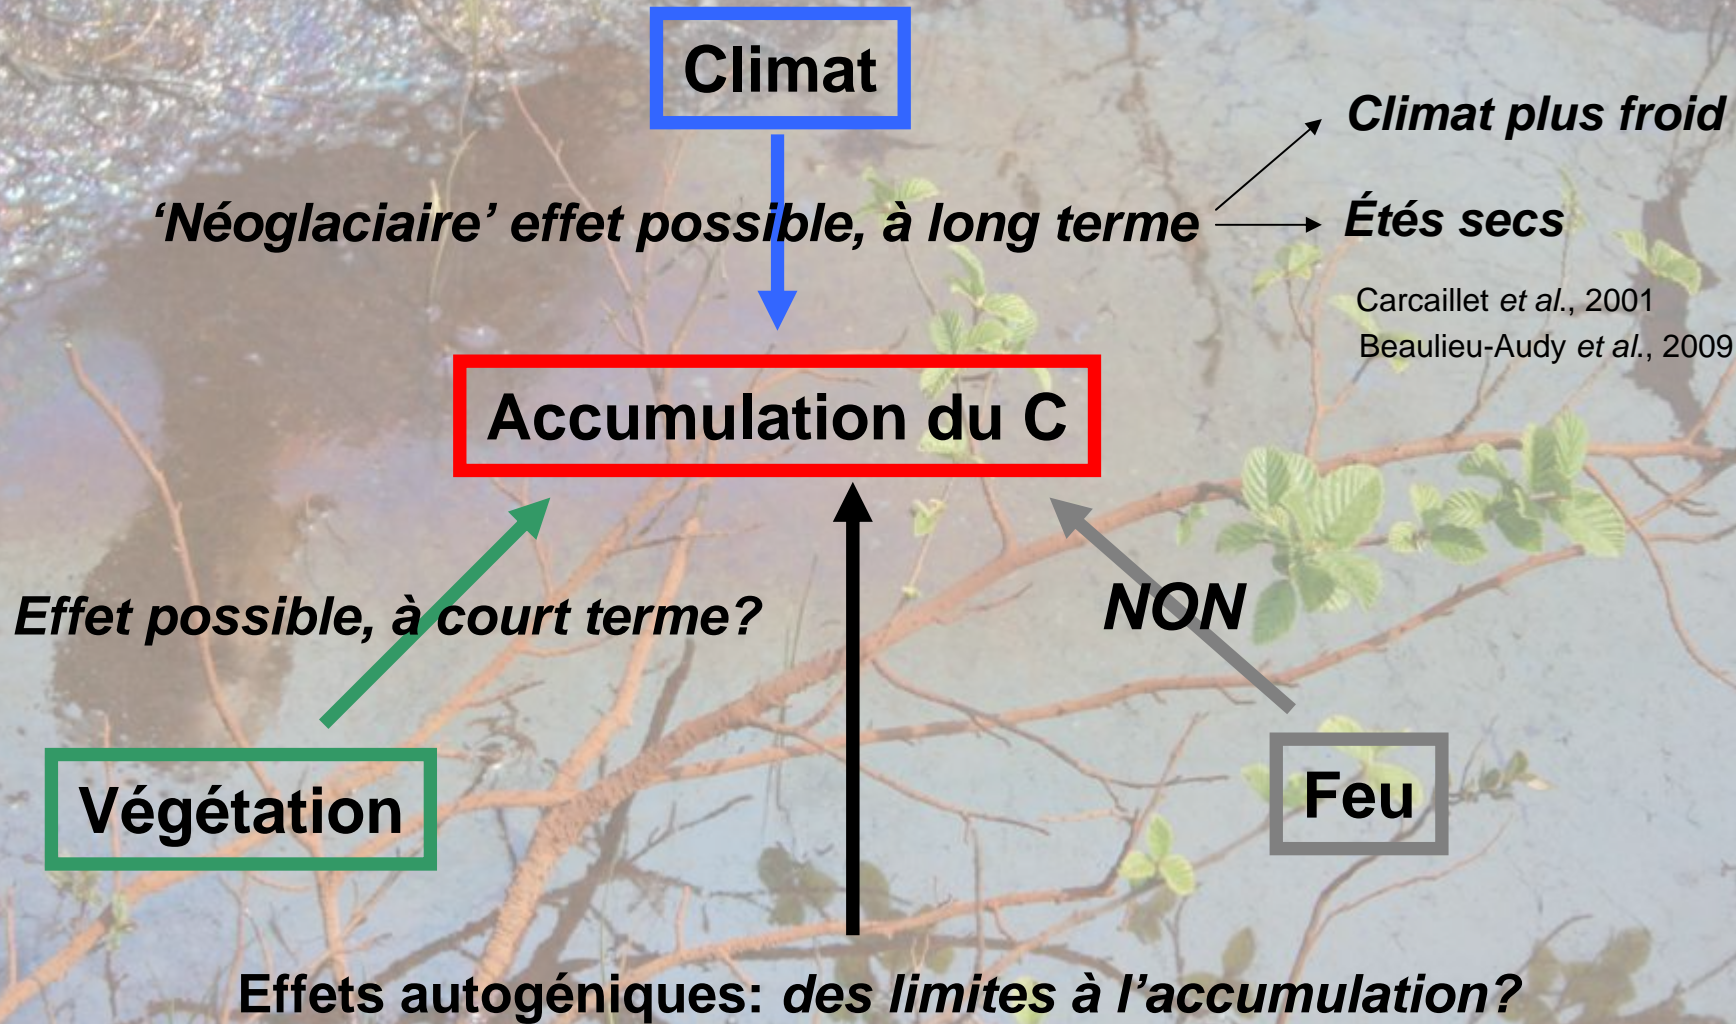 Climat
Climat plus froid
‘Néoglaciaire’ effet possible, à long terme
Étés secs
Carcaillet et al., 2001
Beaulieu-Audy et al., 2009
Accumulation du C
Effet possible, à court terme?
NON
Végétation
Feu
Effets autogéniques: des limites à l’accumulation?